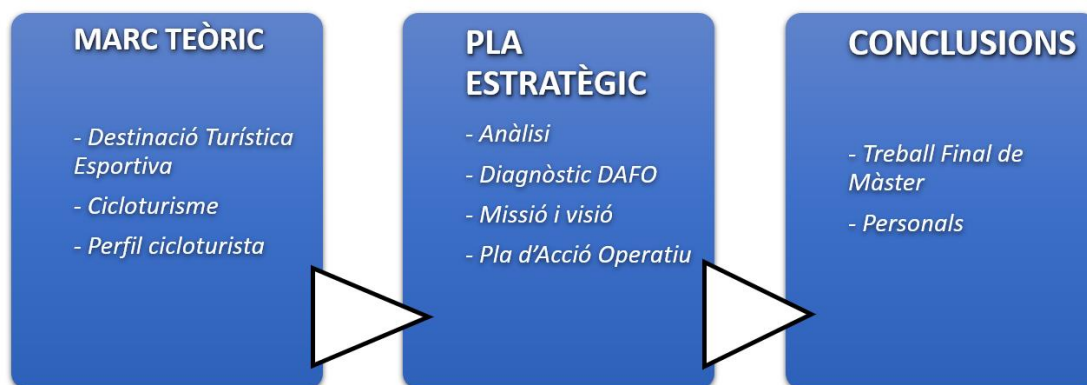 MARC TEÒRIC
- Destinació Turística
Esportiva
- Cicloturisme
- Perfil cicloturista
PLA
ESTRATÈGIC
- Anàlisi
- Diagnòstic DAFO
- Missió i visió
- Pla d'Acció Operatiu
CONCLUSIONS
- Treball Final de
Màster
- Personals